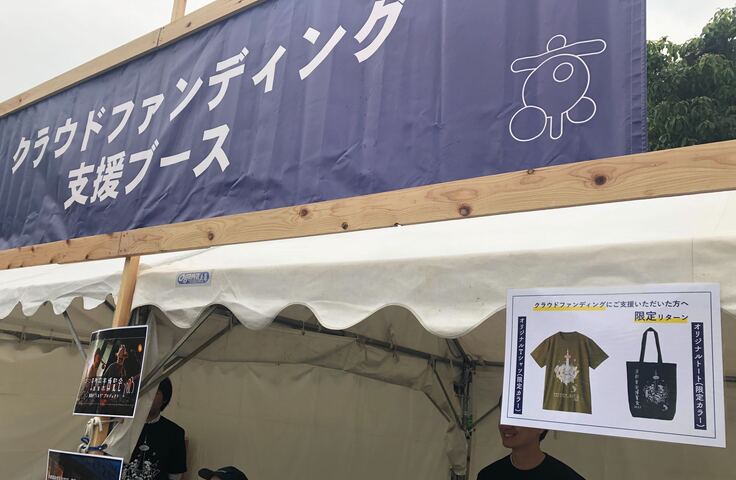 クラウドファンディング
支援ブース
クラウドファンディングにご支援いただいた方へ
限定リターン
オリジナルTシャツ(限定カラー)
オリジナルトート(限定カラー)